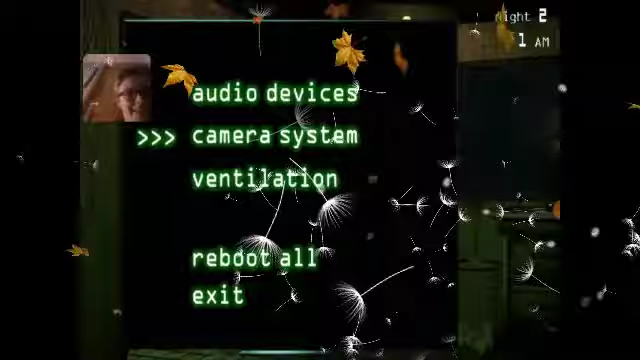 Night 2
1 AM
audio devices
>>> camera system
ventilation
reboot all
exit